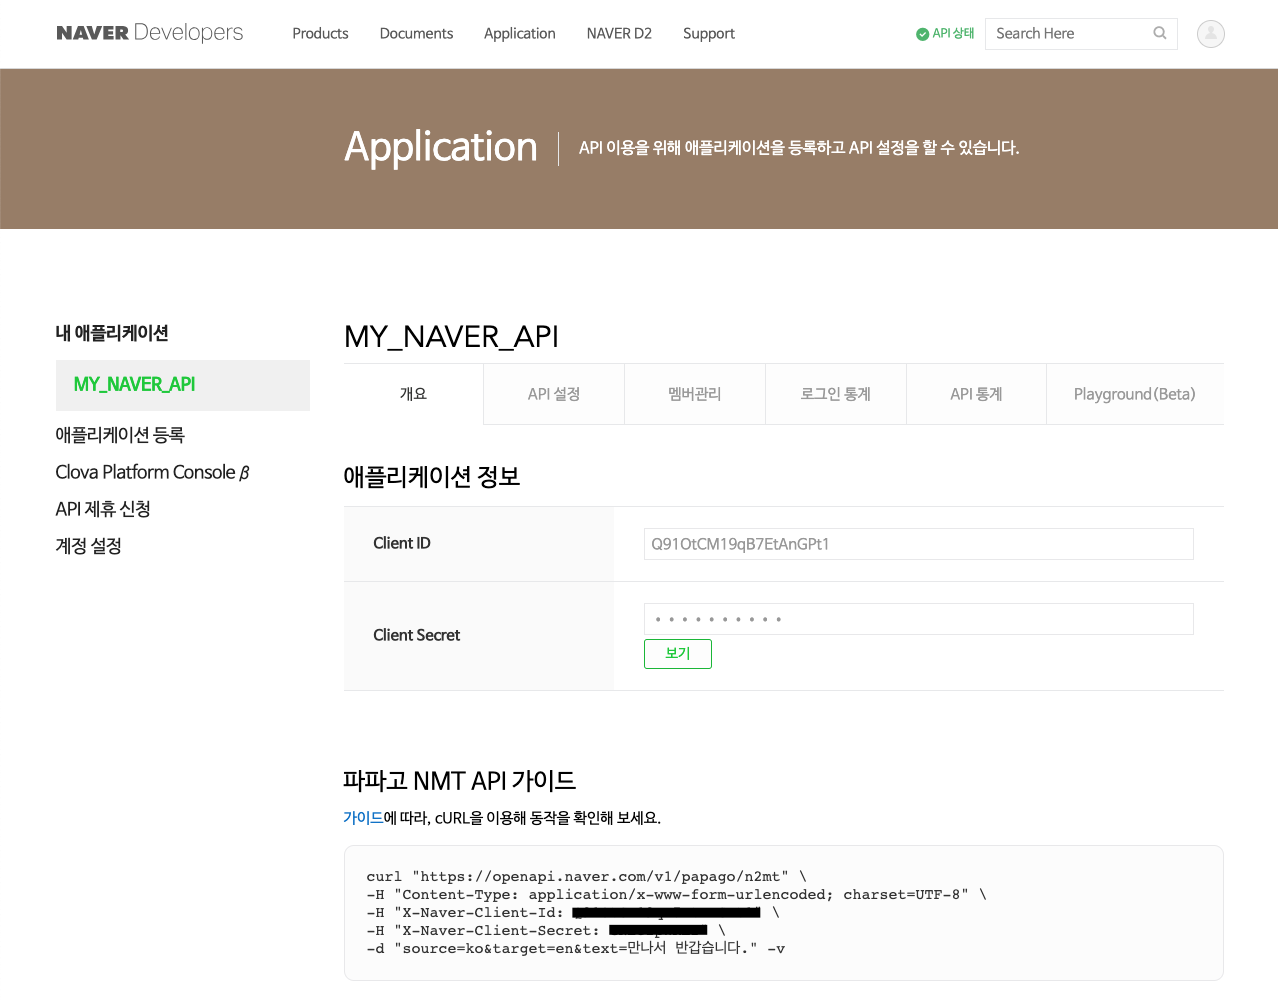 NAVER Developers
Products Documents Application NAVER D2 Support
API 상태
Search Here
Application
API 이용을 위해 애플리케이션을 등록하고 API 설정을 할 수 있습니다.
내 애플리케이션
MY_NAVER_API
애플리케이션 등록
Clova Platform Console β
API 제휴 신청
계정 설정
MY_NAVER_API
개요 API 설정 멤버관리 로그인 통계 API 통계 Playground(Beta)
애플리케이션 정보
Client ID
Q91OtCM19qB7EtAnGPt1
Client Secret
••••••••••
보기
파파고 NMT API 가이드
가이드에 따라, cURL을 이용해 동작을 확인해 보세요.
curl "https://openapi.naver.com/v1/papago/n2mt" \
-H "Content-Type: application/x-www-form-urlencoded; charset=UTF-8" \
-H "X-Naver-Client-Id: \
-H "X-Naver-Client-Secret: \
-d "source=ko&target=en&text=만나서 반갑습니다." -v